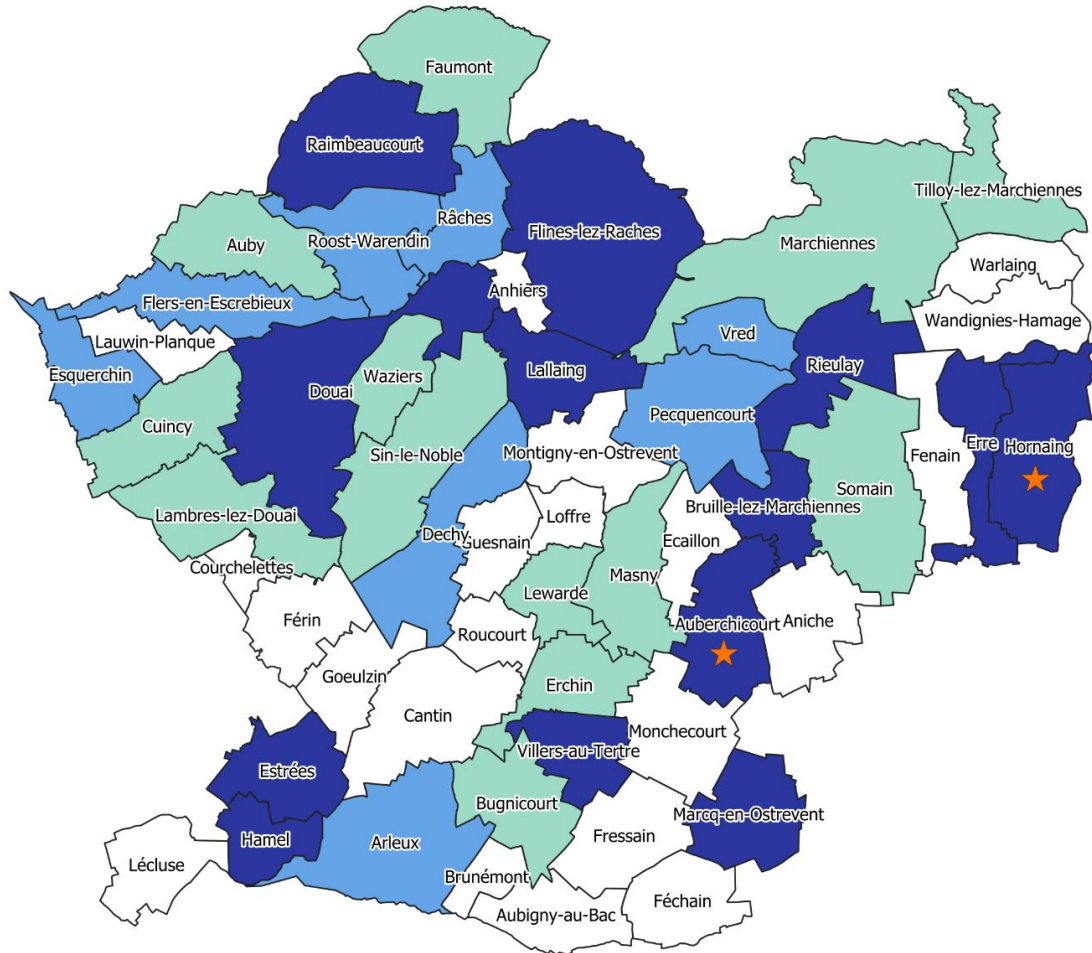 Faumont
Raimbeaucourt
Tilloy-lez-Marchiennes
Râches
Flines-lez-Raches
Roost-Warendin
Auby
Marchiennes
Warlaing
Anhiers
Flers-en-Escrebieux
Wandignies-Hamage
Vred
Lauwin-Planque
Rieulay
Lallaing
Esquerchin
Waziers
Douai
Pecquencourt
Cuincy
Erre
Hornaing
Montigny-en-Ostrevent
Sin-le-Noble
Fenain
Somain
Bruille-lez-Marchiennes
Lambres-lez-Douai
Loffre
Dechy
Ecaillon
Guesnain
Courchelettes
Masny
Lewarde
Férin
Auberchicourt
Aniche
Roucourt
Goeulzin
Erchin
Cantin
Monchecourt
Villers-au-Tertre
Estrées
Bugnicourt
Marcq-en-Ostrevent
Fressain
Hamel
Arleux
Lécluse
Brunémont
Féchain
Aubigny-au-Bac